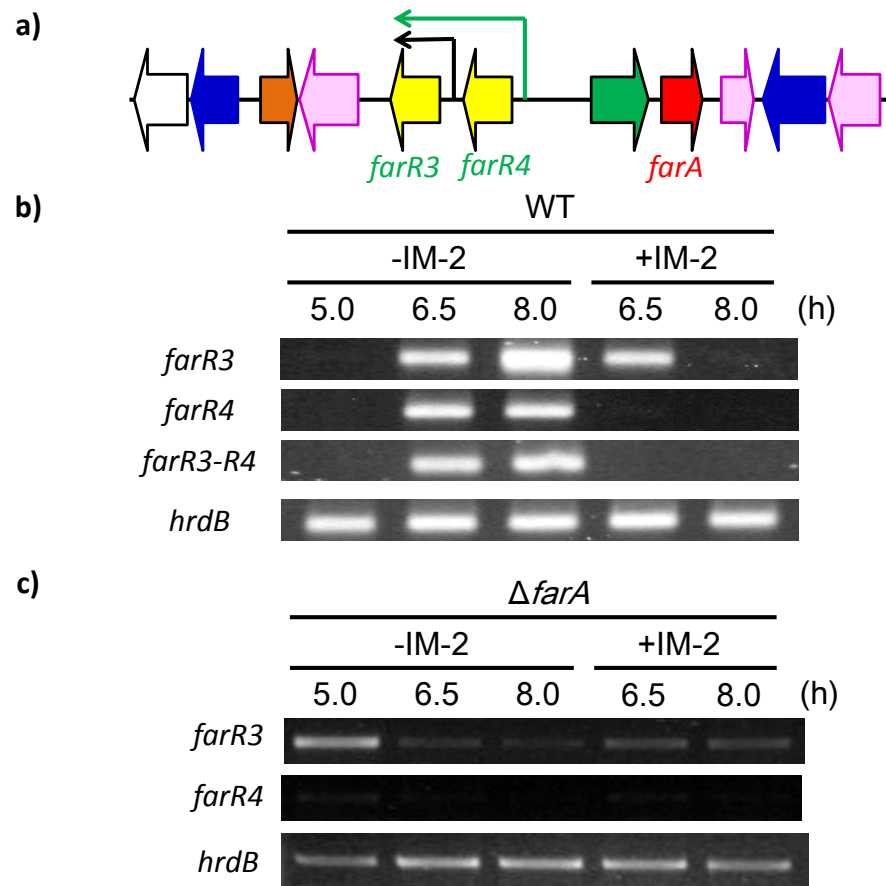 a)
farR3 farR4 farA
b)
WT
-IM-2 +IM-2
5.0 6.5 8.0 6.5 8.0 (h)
farR3
farR4
farR3-R4
hrdB
c)
ΔfarA
-IM-2 +IM-2
5.0 6.5 8.0 6.5 8.0 (h)
farR3
farR4
hrdB